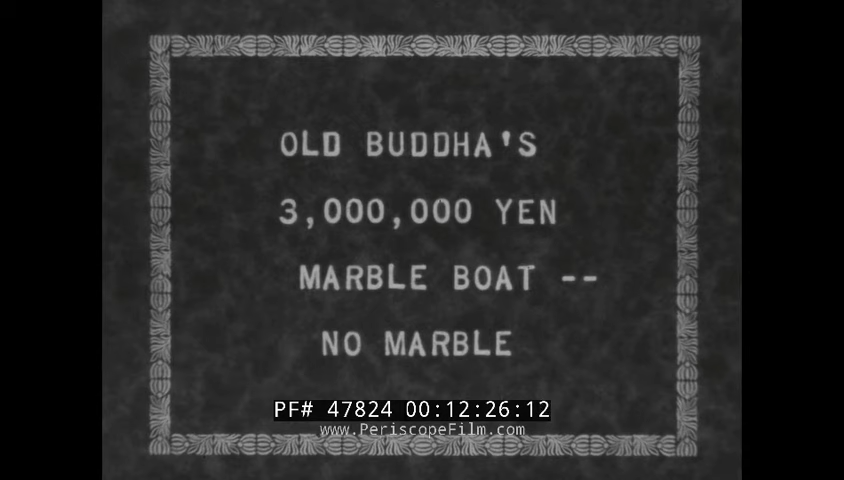 OLD BUDDHA'S
3,000,000 YEN
MARBLE BOAT --
NO MARBLE
PF# 47824 00:12:26:12
www.PeriscopeFilm.com